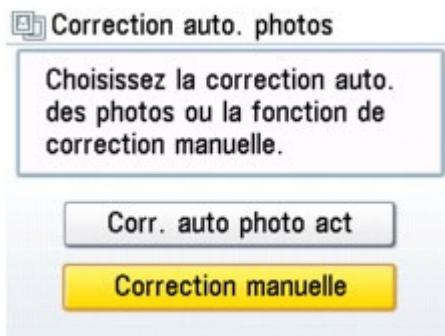 Correction auto. photos
Choisissez la correction auto.
des photos ou la fonction de
correction manuelle.
Corr. auto photo act
Correction manuelle